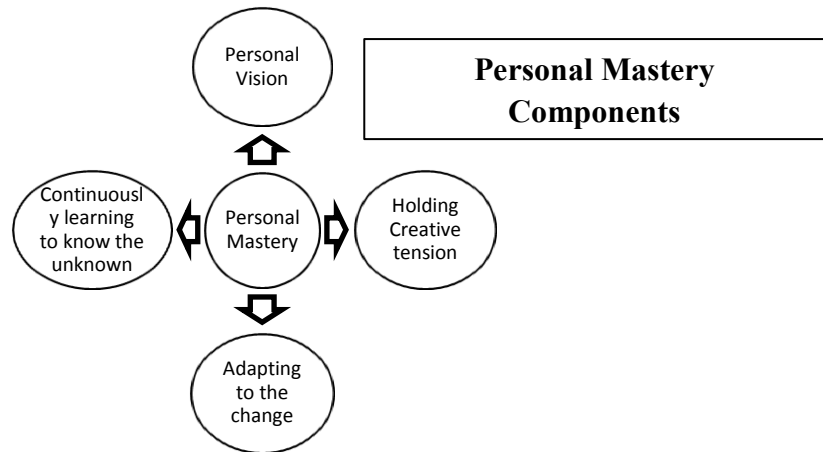 Personal
Vision
Personal Mastery
Components
Continuousl
y learning
to know the
unknown
Personal
Mastery
Holding
Creative
tension
Adapting
to the
change